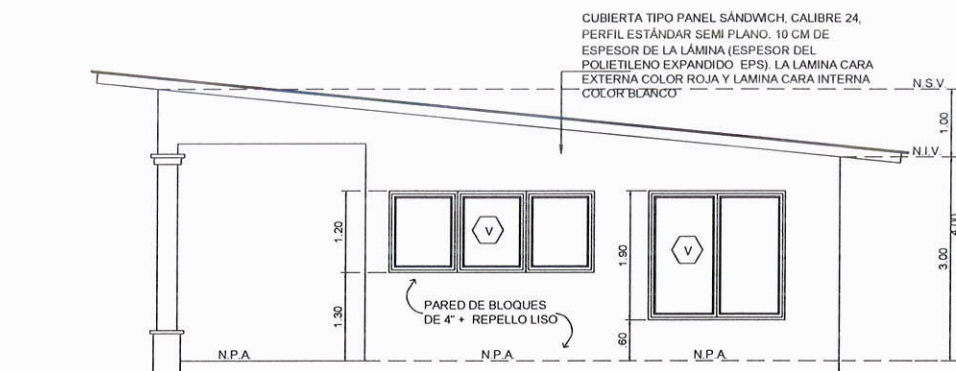 CUBIERTA TIPO PANEL SÁNDWICH, CALIBRE 24,
PERFIL ESTÁNDAR SEMI PLANO. 10 CM DE
ESPESOR DE LA LÁMINA (ESPESOR DEL
POLIETILENO EXPANDIDO EPS). LA LAMINA CARA
EXTERNA COLOR ROJA Y LAMINA CARA INTERNA
COLOR BLANCO
N.S.V.
1.00
N.I.V.
1.20
V
1.90
V
4.00
3.00
PARED DE BLOQUES
DE 4" + REPELLO LISO
1.30
.60
N.P.A.
N.P.A.
N.P.A.